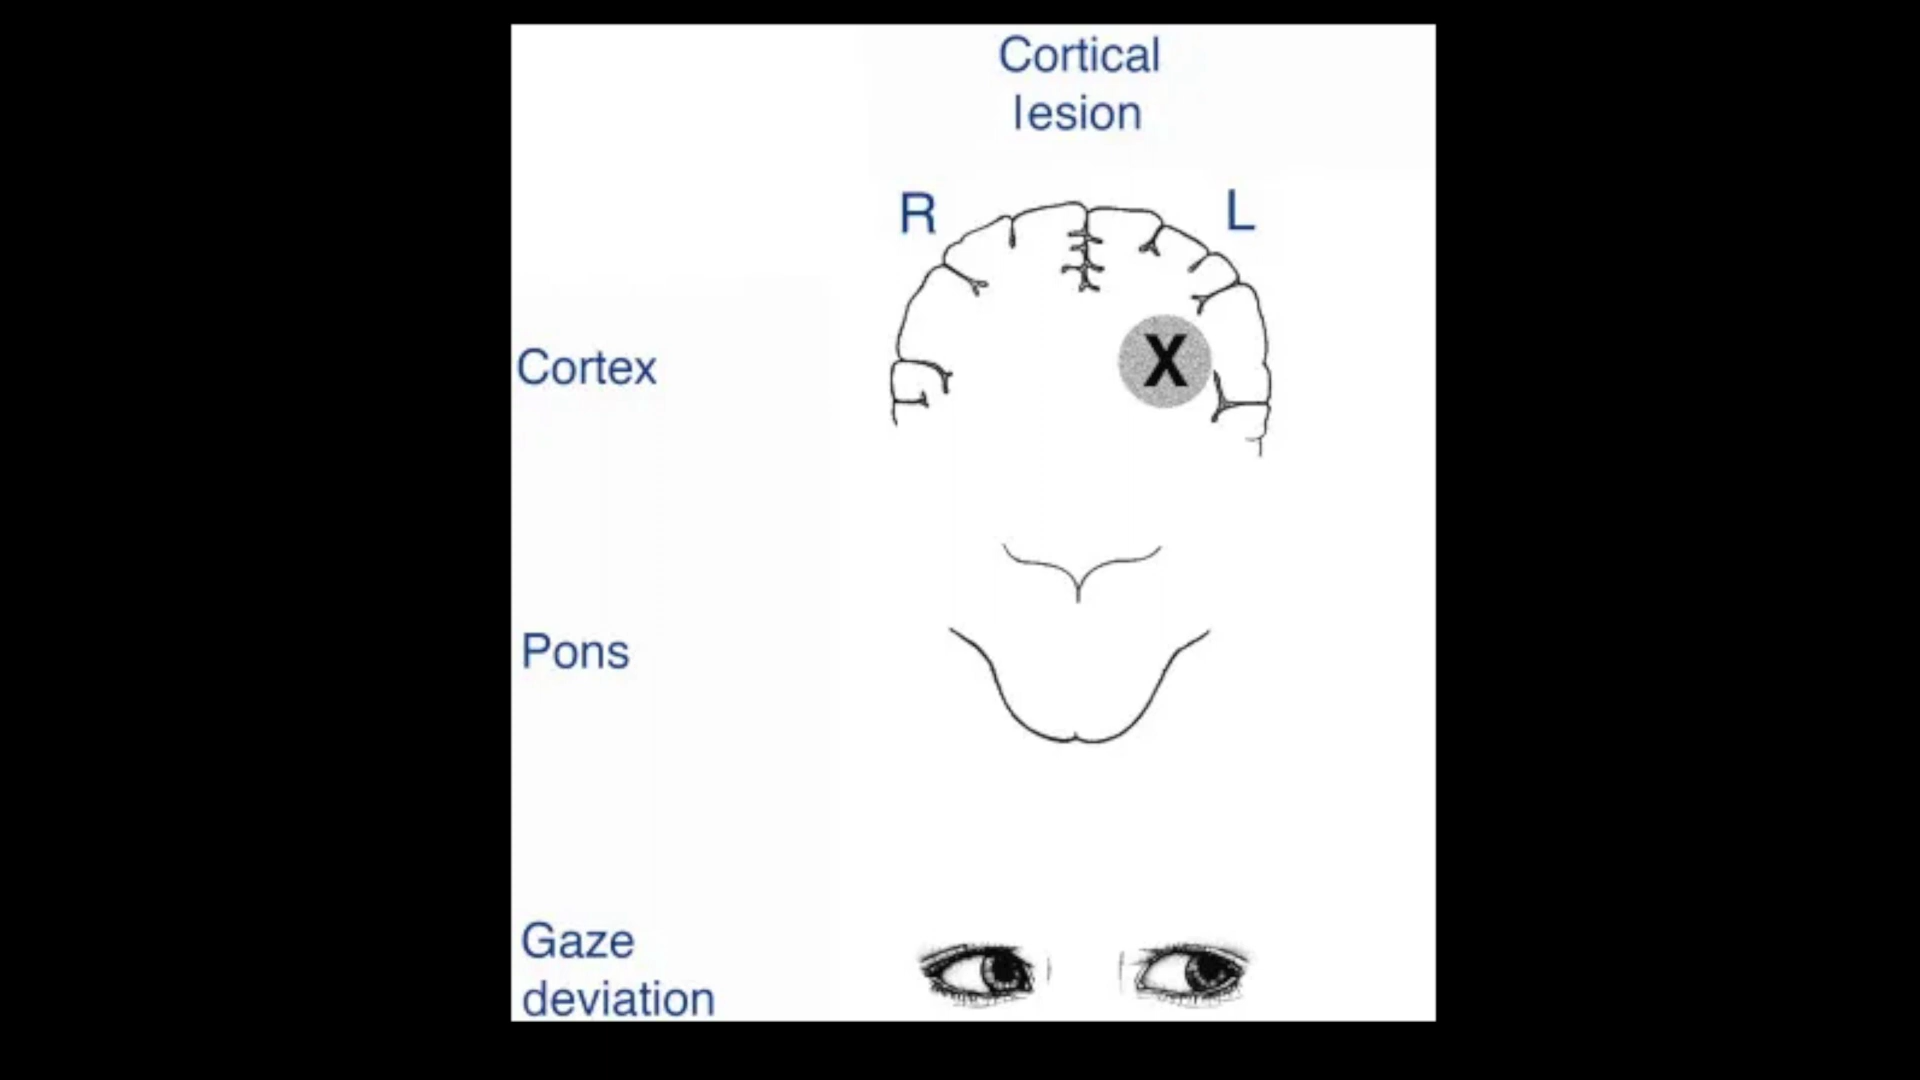 Cortical
lesion
R
L
Cortex
X
Pons
Gaze
deviation